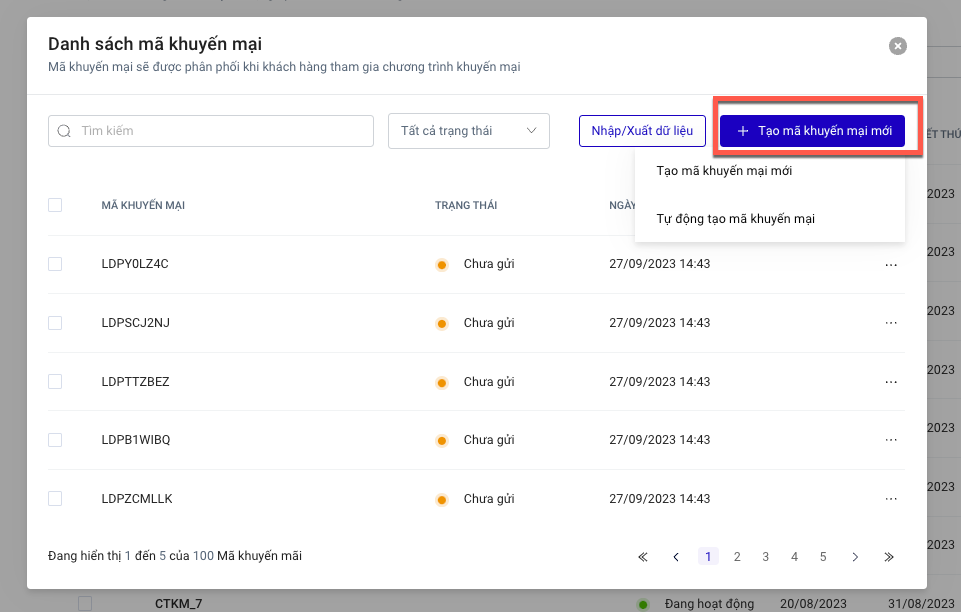 Danh sách mã khuyến mại
Mã khuyến mại sẽ được phân phối khi khách hàng tham gia chương trình khuyến mại
Tìm kiếm
Tất cả trạng thái
Nhập/Xuất dữ liệu
+ Tạo mã khuyến mại mới
Tạo mã khuyến mại mới
Tự động tạo mã khuyến mại
MÃ KHUYẾN MẠI TRẠNG THÁI NGÀY
LDPY0LZ4C Chưa gửi 27/09/2023 14:43 ...
LDPSCJ2NJ Chưa gửi 27/09/2023 14:43 ...
LDPTTZBEZ Chưa gửi 27/09/2023 14:43 ...
LDPB1WIBQ Chưa gửi 27/09/2023 14:43 ...
LDPZCMLLK Chưa gửi 27/09/2023 14:43 ...
Đang hiển thị 1 đến 5 của 100 Mã khuyến mãi
« ‹ 1 2 3 4 5 › »
ẾT THÚ
2023
2023
2023
2023
2023
2023
2023
CTKM_7 Đang hoạt động 20/08/2023 31/08/2023